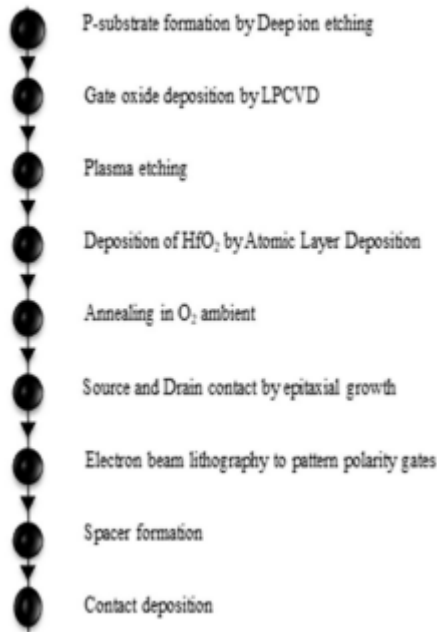 P-substrate formation by Deep ion etching
Gate oxide deposition by LPCVD
Plasma etching
Deposition of HfO₂ by Atomic Layer Deposition
Annealing in O₂ ambient
Source and Drain contact by epitaxial growth
Electron beam lithography to pattern polarity gates
Spacer formation
Contact deposition